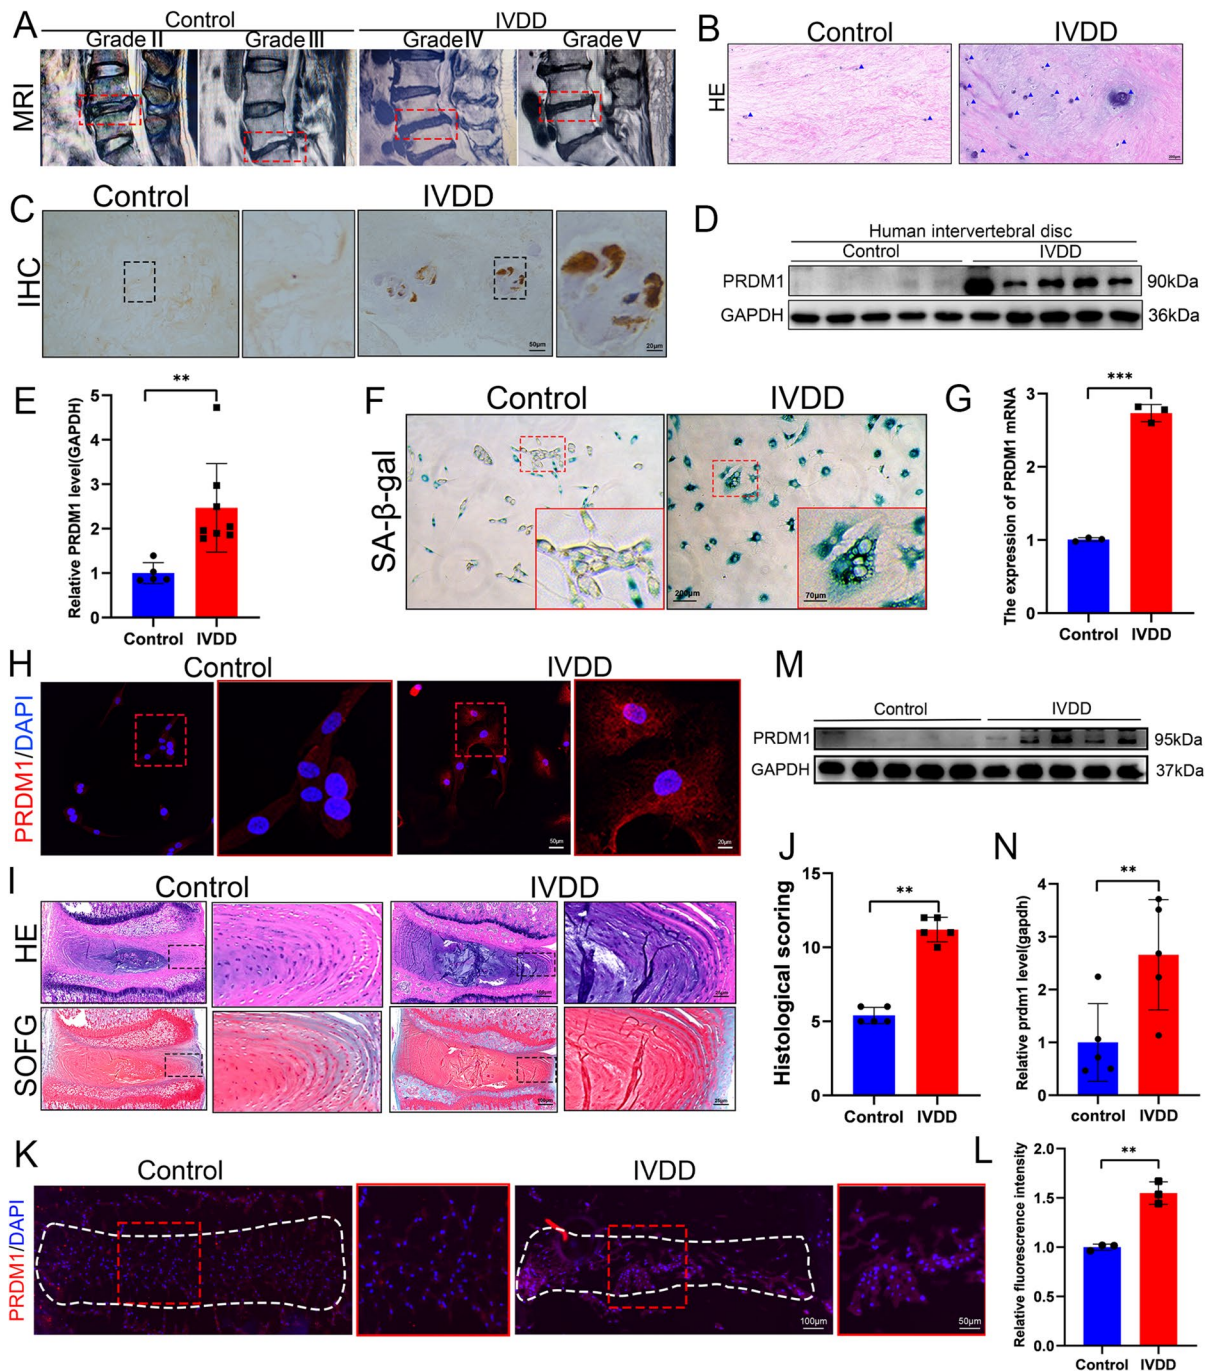 A
Control
IVDD
Grade II
Grade III
Grade IV
Grade V
MRI
B
Control
IVDD
HE
200μm
C
Control
IVDD
IHC
50μm
20μm
D
Human intervertebral disc
Control
IVDD
PRDM1
90kDa
GAPDH
36kDa
E
**
Relative PRDM1 level(GAPDH)
5
4
3
2
1
0
Control
IVDD
F
Control
IVDD
SA-β-gal
200μm
70μm
G
***
The expression of PRDM1 mRNA
3
2
1
0
Control
IVDD
H
Control
IVDD
PRDM1/DAPI
50μm
20μm
M
Control
IVDD
PRDM1
95kDa
GAPDH
37kDa
I
Control
IVDD
HE
100μm
SOFG
100μm
25μm
J
**
Histological scoring
15
10
5
0
Control
IVDD
N
**
Relative prdm1 level(gapdh)
4
3
2
1
0
control
IVDD
K
Control
IVDD
PRDM1/DAPI
100μm
50μm
L
**
Relative fluorescence intensity
2.0
1.5
1.0
0.5
0.0
Control
IVDD